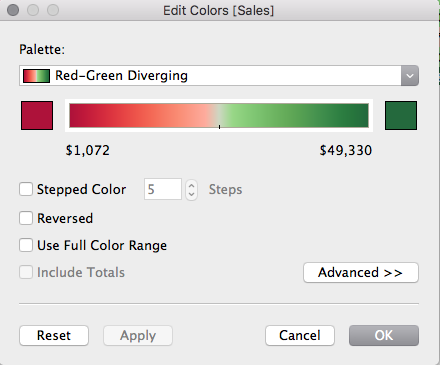 Edit Colors [Sales]
Palette:
Red-Green Diverging
$1,072 $49,330
Stepped Color 5 Steps
Reversed
Use Full Color Range
Include Totals Advanced >>
Reset Apply Cancel OK